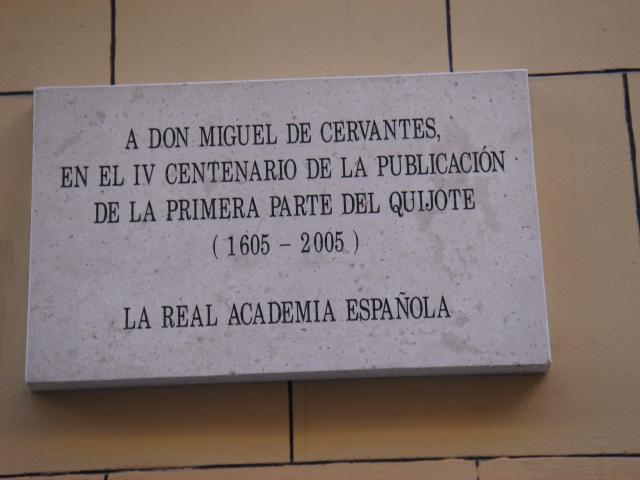 A DON MIGUEL DE CERVANTES,
EN EL IV CENTENARIO DE LA PUBLICACIÓN
DE LA PRIMERA PARTE DEL QUIJOTE
( 1605 - 2005 )
LA REAL ACADEMIA ESPAÑOLA